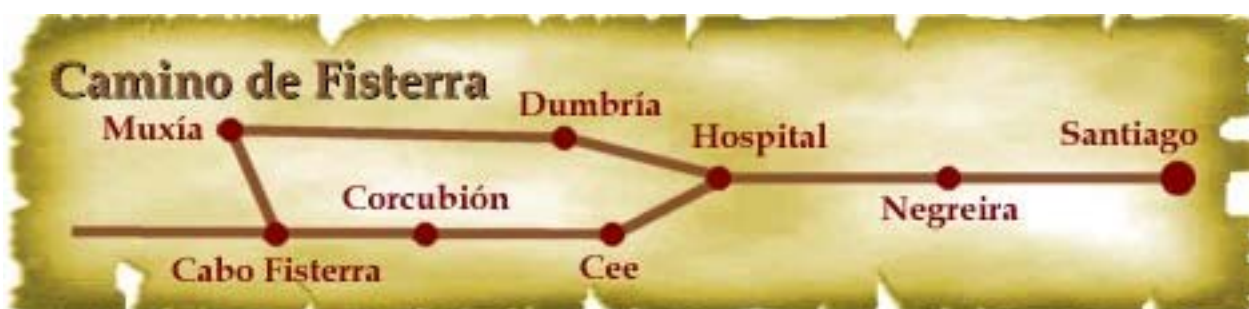 Camino de Fisterra
Dumbría
Muxía
Hospital
Santiago
Corcubión
Negreira
Cabo Fisterra
Cee